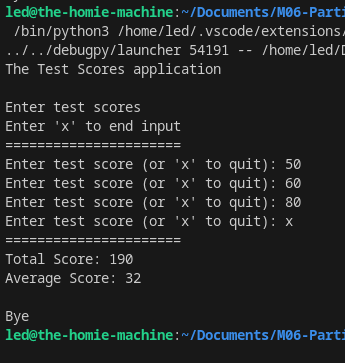 led@the-homie-machine:~/Documents/M06-Parti
/bin/python3 /home/led/.vscode/extensions/
../../debugpy/launcher 54191 -- /home/led/D
The Test Scores application
Enter test scores
Enter 'x' to end input
======================
Enter test score (or 'x' to quit): 50
Enter test score (or 'x' to quit): 60
Enter test score (or 'x' to quit): 80
Enter test score (or 'x' to quit): x
======================
Total Score: 190
Average Score: 32
Bye
led@the-homie-machine:~/Documents/M06-Parti